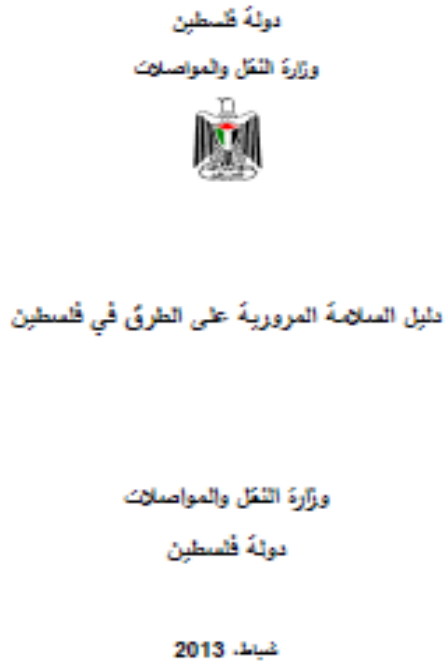 دولة فلسطين
وزارة النقل والمواصلات
دليل السلامة المرورية على الطرق في فلسطين
وزارة النقل والمواصلات
دولة فلسطين
شباط، 2013